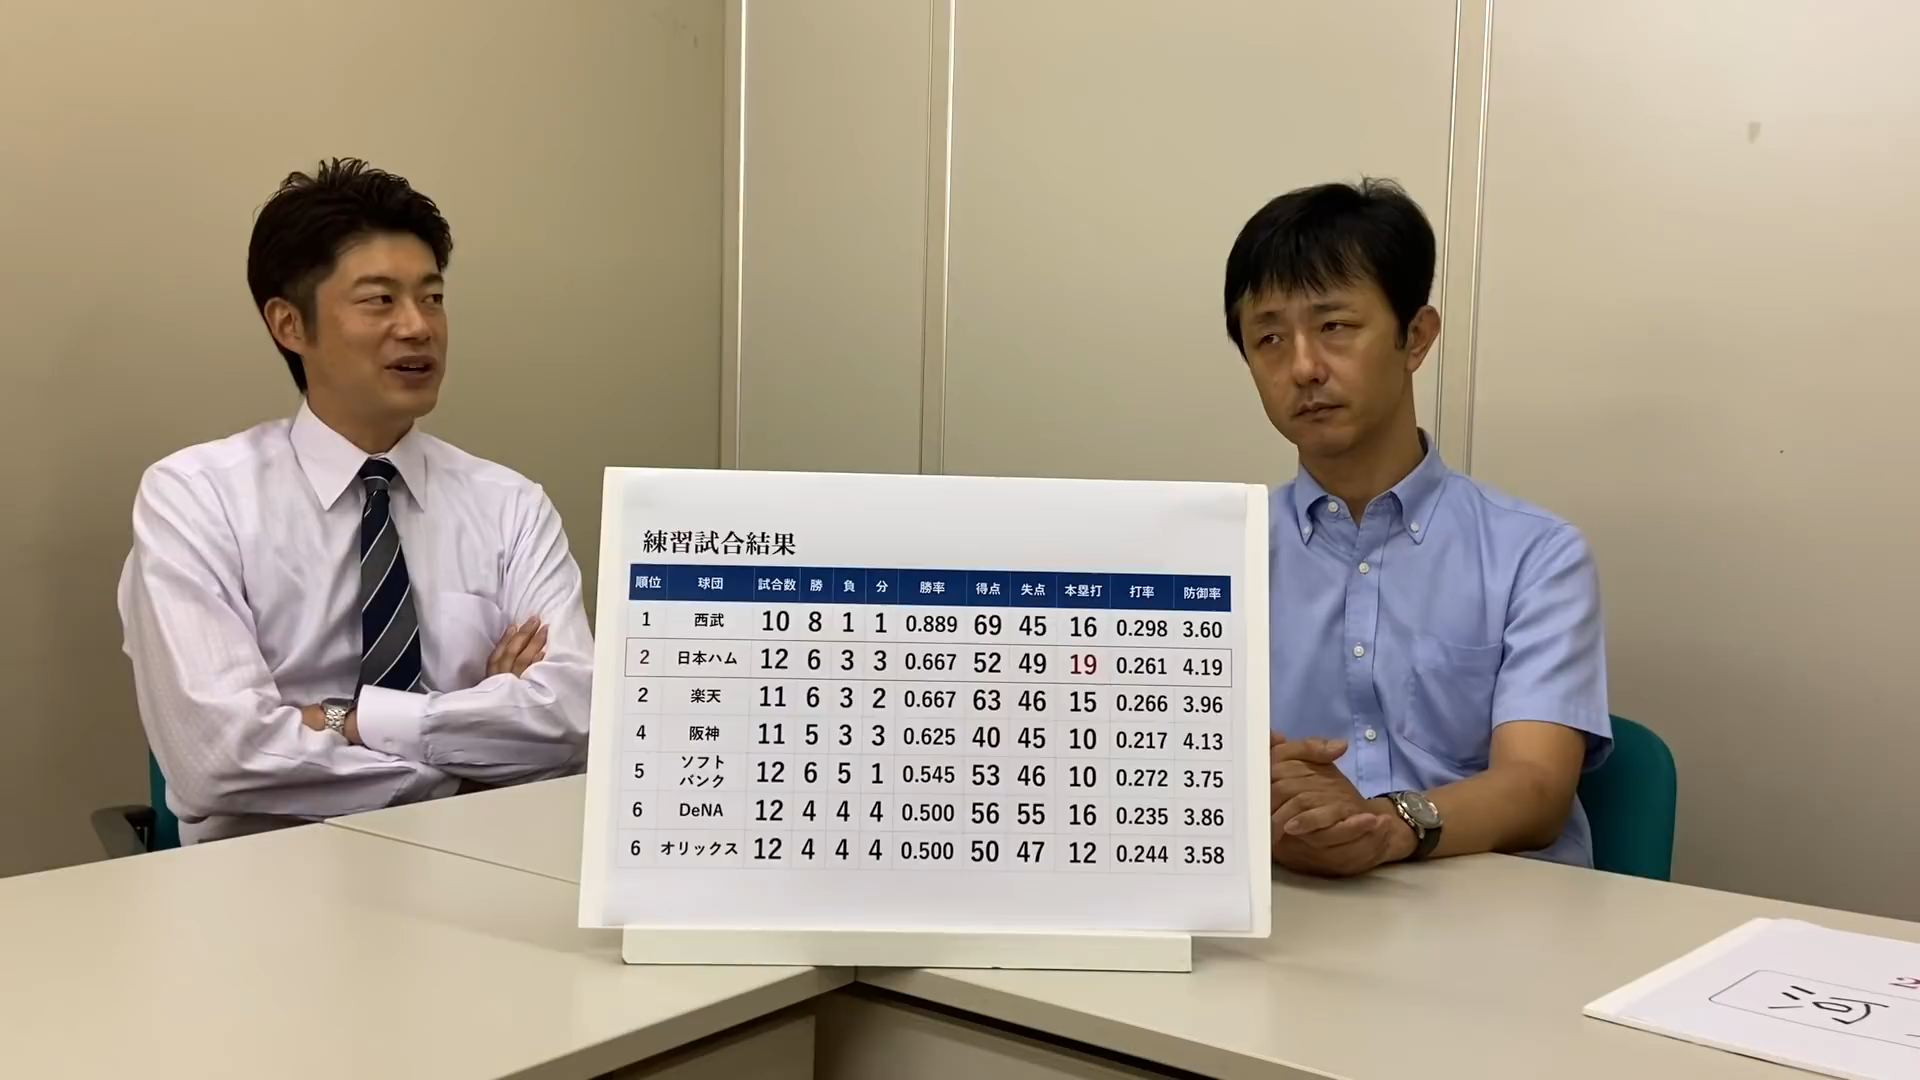 練習試合結果
順位 球団 試合数 勝 負 分 勝率 得点 失点 本塁打 打率 防御率
1 西武 10 8 1 1 0.889 69 45 16 0.298 3.60
2 日本ハム 12 6 3 3 0.667 52 49 19 0.261 4.19
2 楽天 11 6 3 2 0.667 63 46 15 0.266 3.96
4 阪神 11 5 3 3 0.625 40 45 10 0.217 4.13
5 ソフトバンク 12 6 5 1 0.545 53 46 10 0.272 3.75
6 DeNA 12 4 4 4 0.500 56 55 16 0.235 3.86
6 オリックス 12 4 4 4 0.500 50 47 12 0.244 3.58
2
河